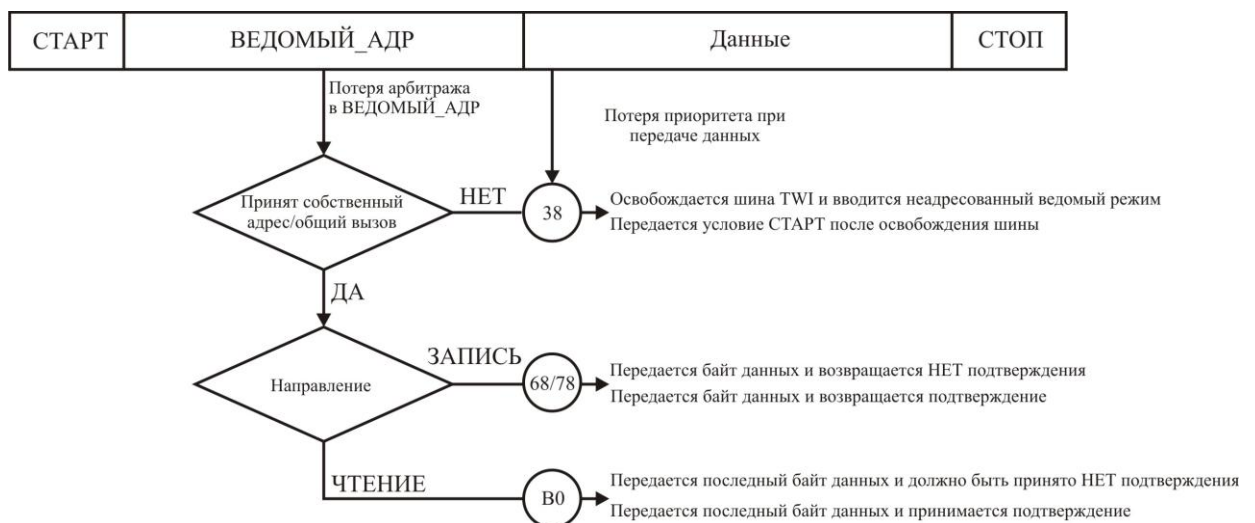 СТАРТ
ВЕДОМЫЙ_АДР
Данные
СТОП
Потеря арбитража
в ВЕДОМЫЙ_АДР
Потеря приоритета при
передаче данных
Принят собственный
адрес/общий вызов
НЕТ
38
Освобождается шина TWI и вводится неадресованный ведомый режим
Передается условие СТАРТ после освобождения шины
ДА
Направление
ЗАПИСЬ
68/78
Передается байт данных и возвращается НЕТ подтверждения
Передается байт данных и возвращается подтверждение
ЧТЕНИЕ
B0
Передается последный байт данных и должно быть принято НЕТ подтверждения
Передается последный байт данных и принимается подтверждение